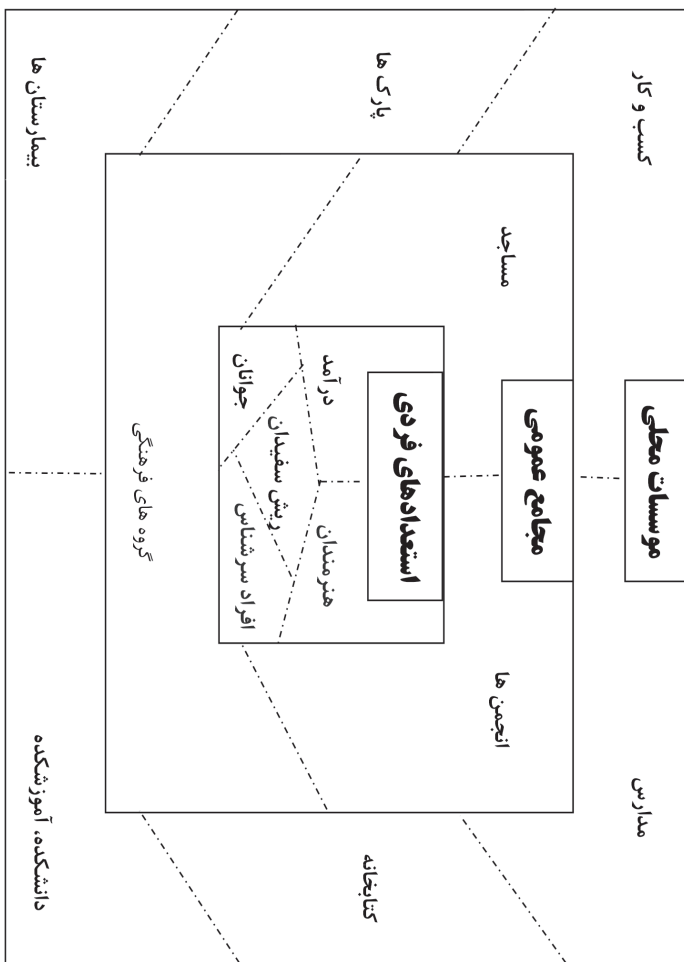 موسسات محلی
مدارس
کسب و کار
مجامع عمومی
انجمن ها
مساجد
استعدادهای فردی
هنرمندان
درآمد
ریش سفیدان
افراد سرشناس
جوانان
کتابخانه
پارک ها
گروه های فرهنگی
دانشکده، آموزشکده
بیمارستان ها